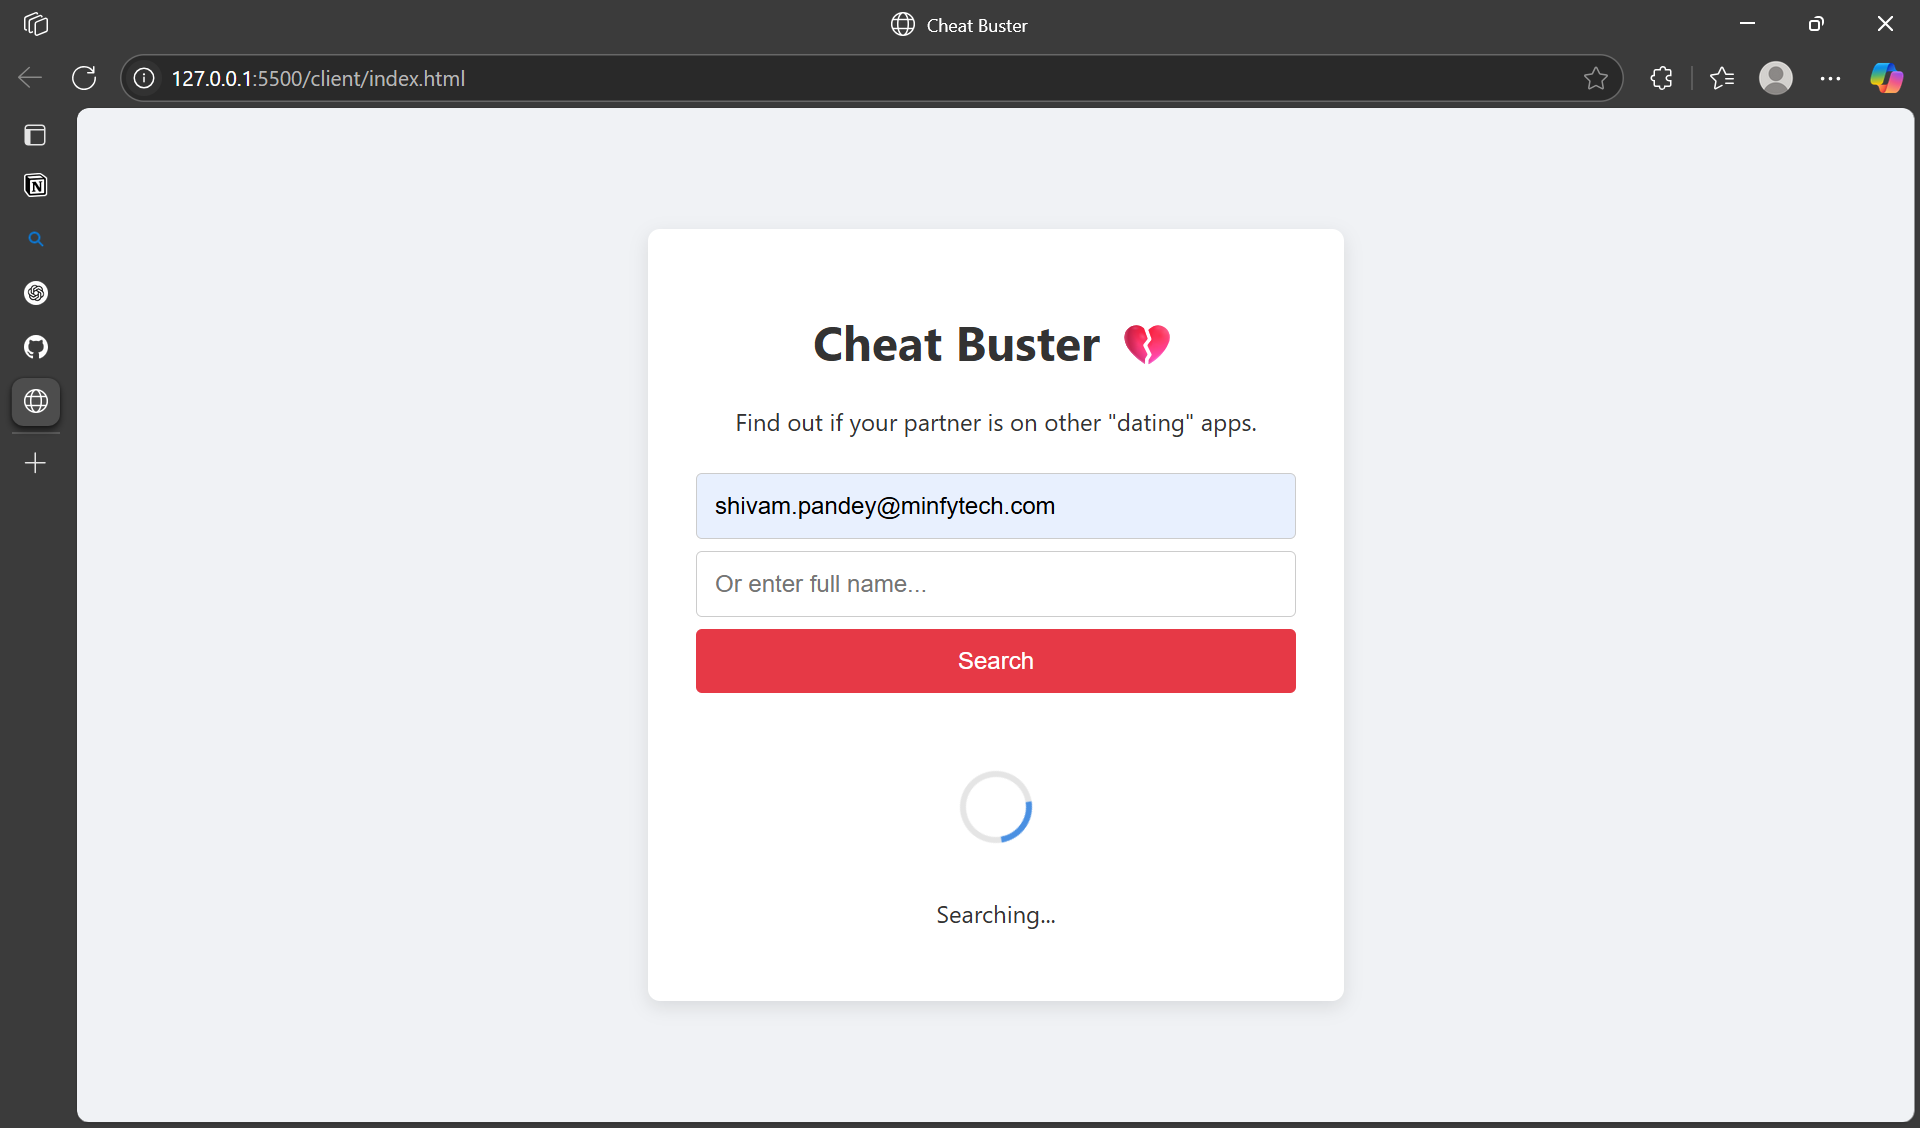 Cheat Buster
127.0.0.1:5500/client/index.html
Cheat Buster
Find out if your partner is on other "dating" apps.
shivam.pandey@minfytech.com
Or enter full name...
Search
Searching...